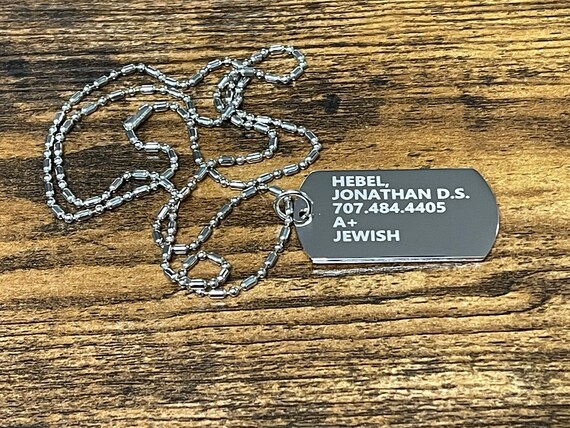 HEBEL,
JONATHAN D.S.
707.484.4405
A+
JEWISH